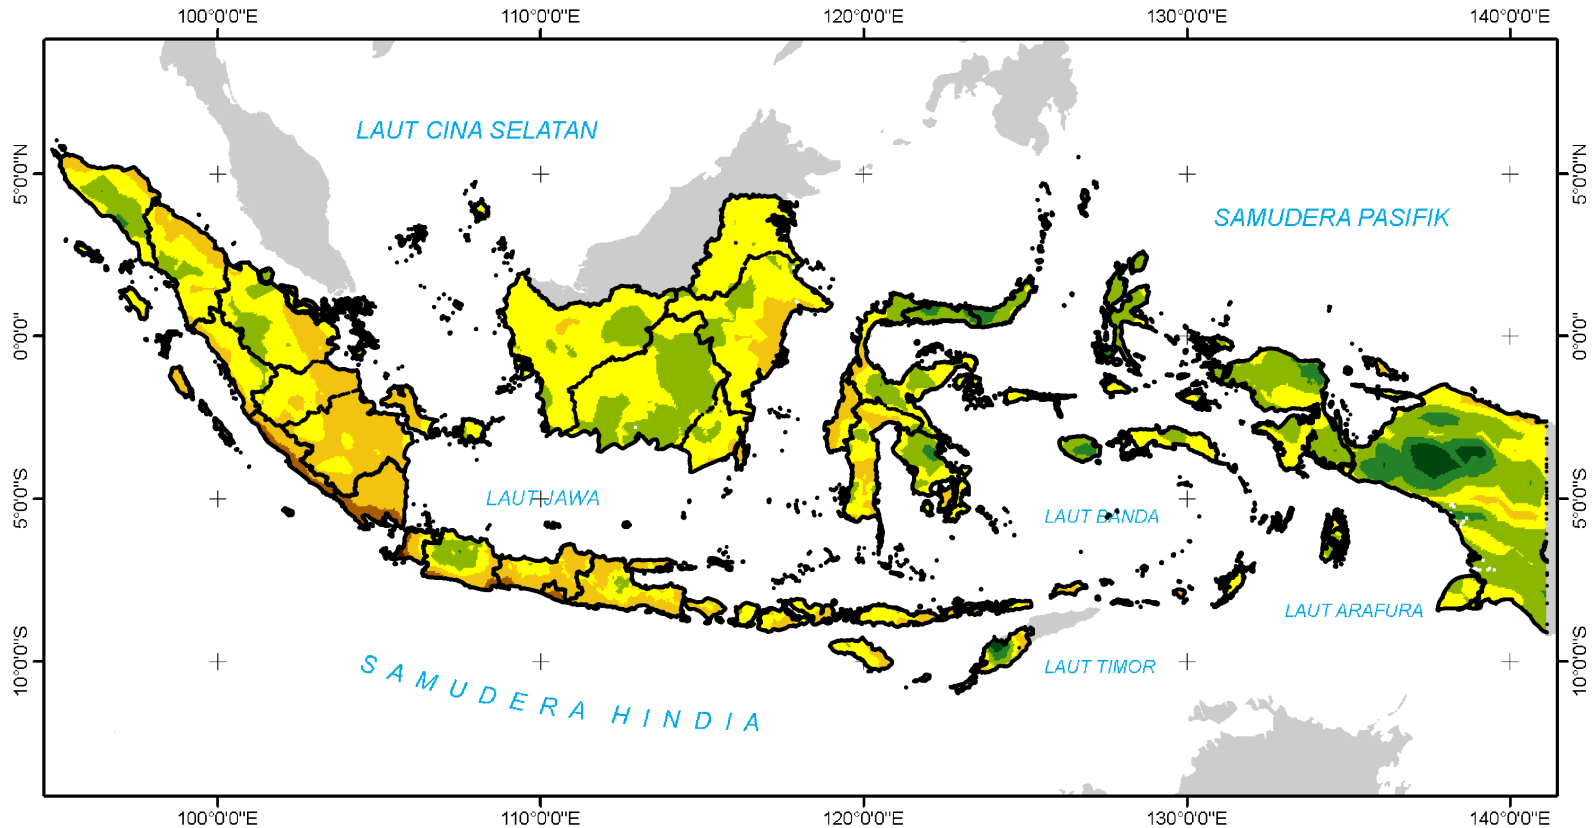 100°0'0"E 110°0'0"E 120°0'0"E 130°0'0"E 140°0'0"E
LAUT CINA SELATAN
5°0'0"N 5°0'0"N
SAMUDERA PASIFIK
0°0'0" 0°0'0"
LAUT JAWA
5°0'0"S 5°0'0"S
LAUT BANDA
LAUT ARAFURA
10°0'0"S 10°0'0"S
LAUT TIMOR
SAMUDERA HINDIA
100°0'0"E 110°0'0"E 120°0'0"E 130°0'0"E 140°0'0"E